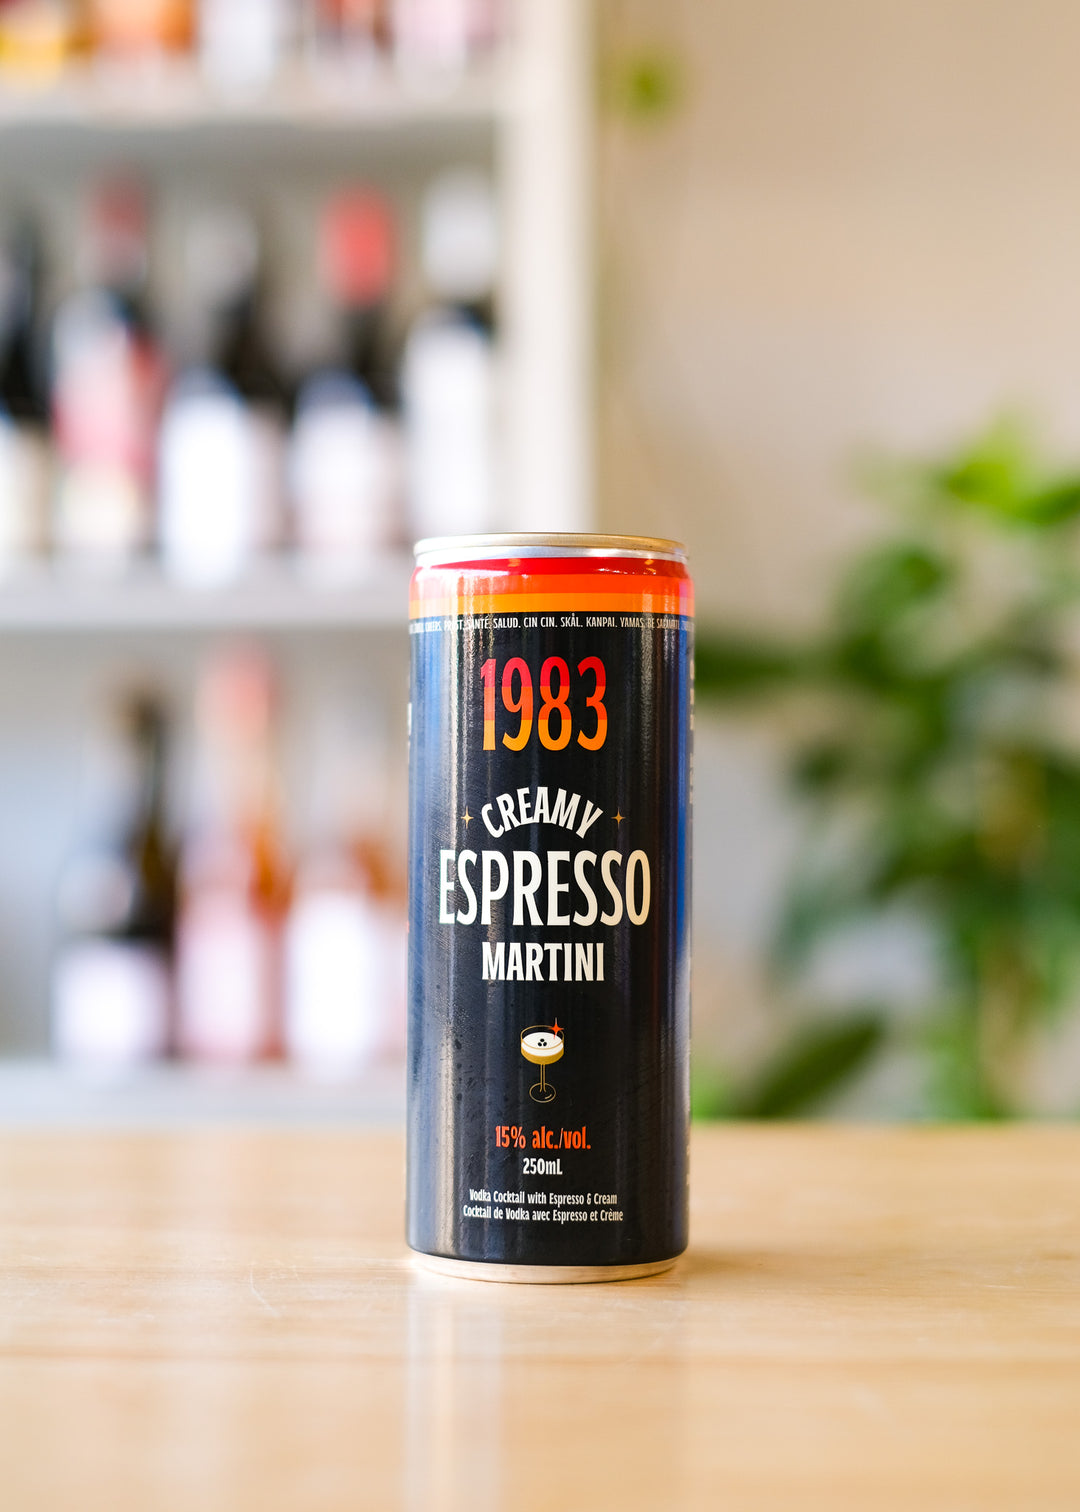 CHEERS. PROST. SANTÉ. SALUD. CIN CIN. SKÅL. KANPAI. YAMAS. BE
1983
CREAMY
ESPRESSO
MARTINI
15% alc./vol.
250mL
Vodka Cocktail with Espresso & Cream
Cocktail de Vodka avec Espresso et Crème